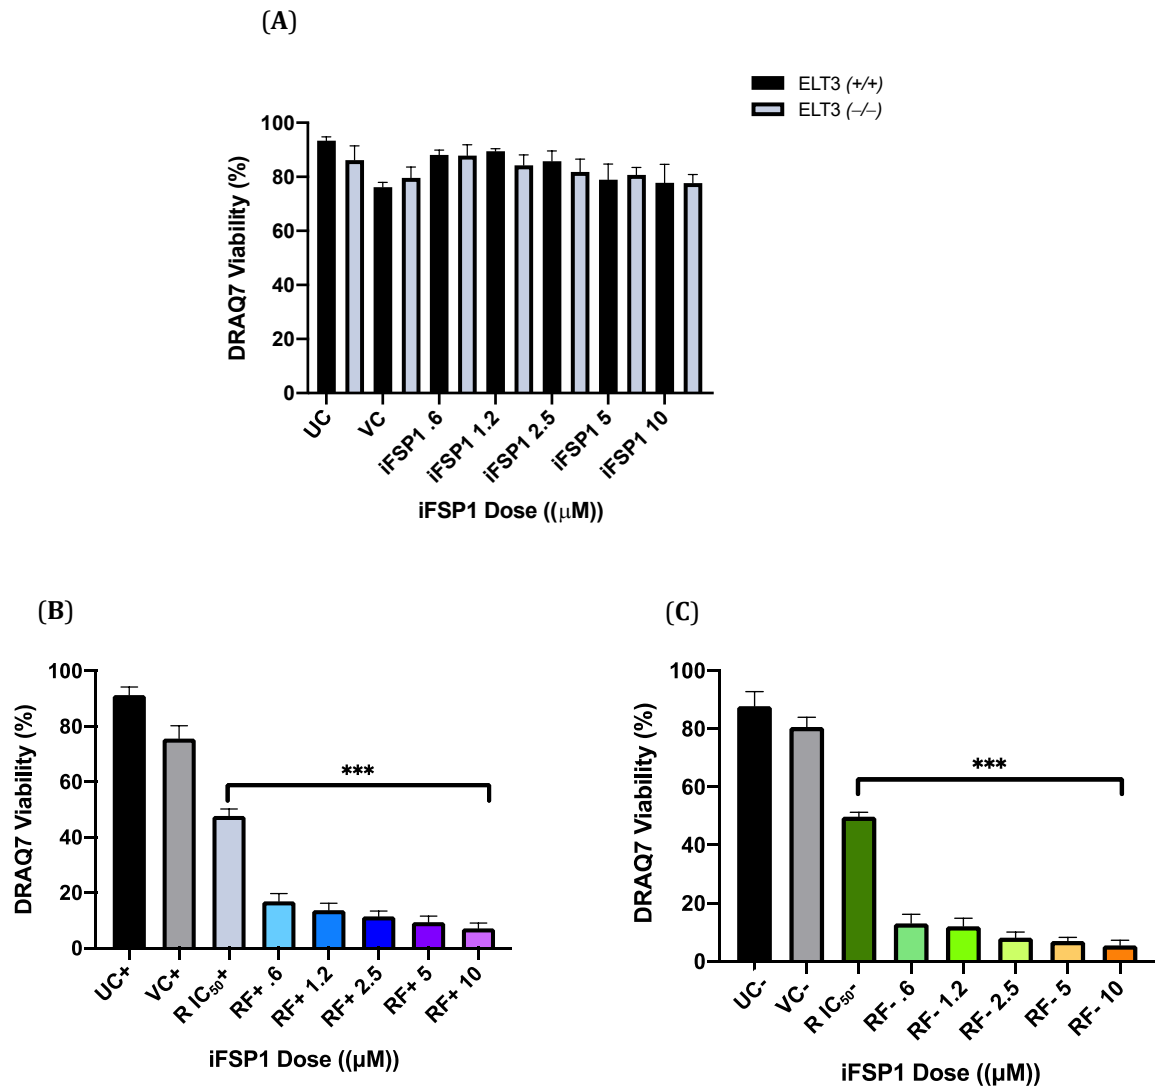 (A)
ELT3 (+/+)
ELT3 (–/–)
100
80
60
40
20
0
DRAQ7 Viability (%)
UC
VC
iFSP1 .6
iFSP1 1.2
iFSP1 2.5
iFSP1 5
iFSP1 10
iFSP1 Dose ((μM))
(B)
100
80
60
40
20
0
DRAQ7 Viability (%)
***
UC+
VC+
R IC₅₀+
RF+ .6
RF+ 1.2
RF+ 2.5
RF+ 5
RF+ 10
iFSP1 Dose ((μM))
(C)
100
80
60
40
20
0
DRAQ7 Viability (%)
***
UC-
VC-
R IC₅₀-
RF- .6
RF- 1.2
RF- 2.5
RF- 5
RF- 10
iFSP1 Dose ((μM))